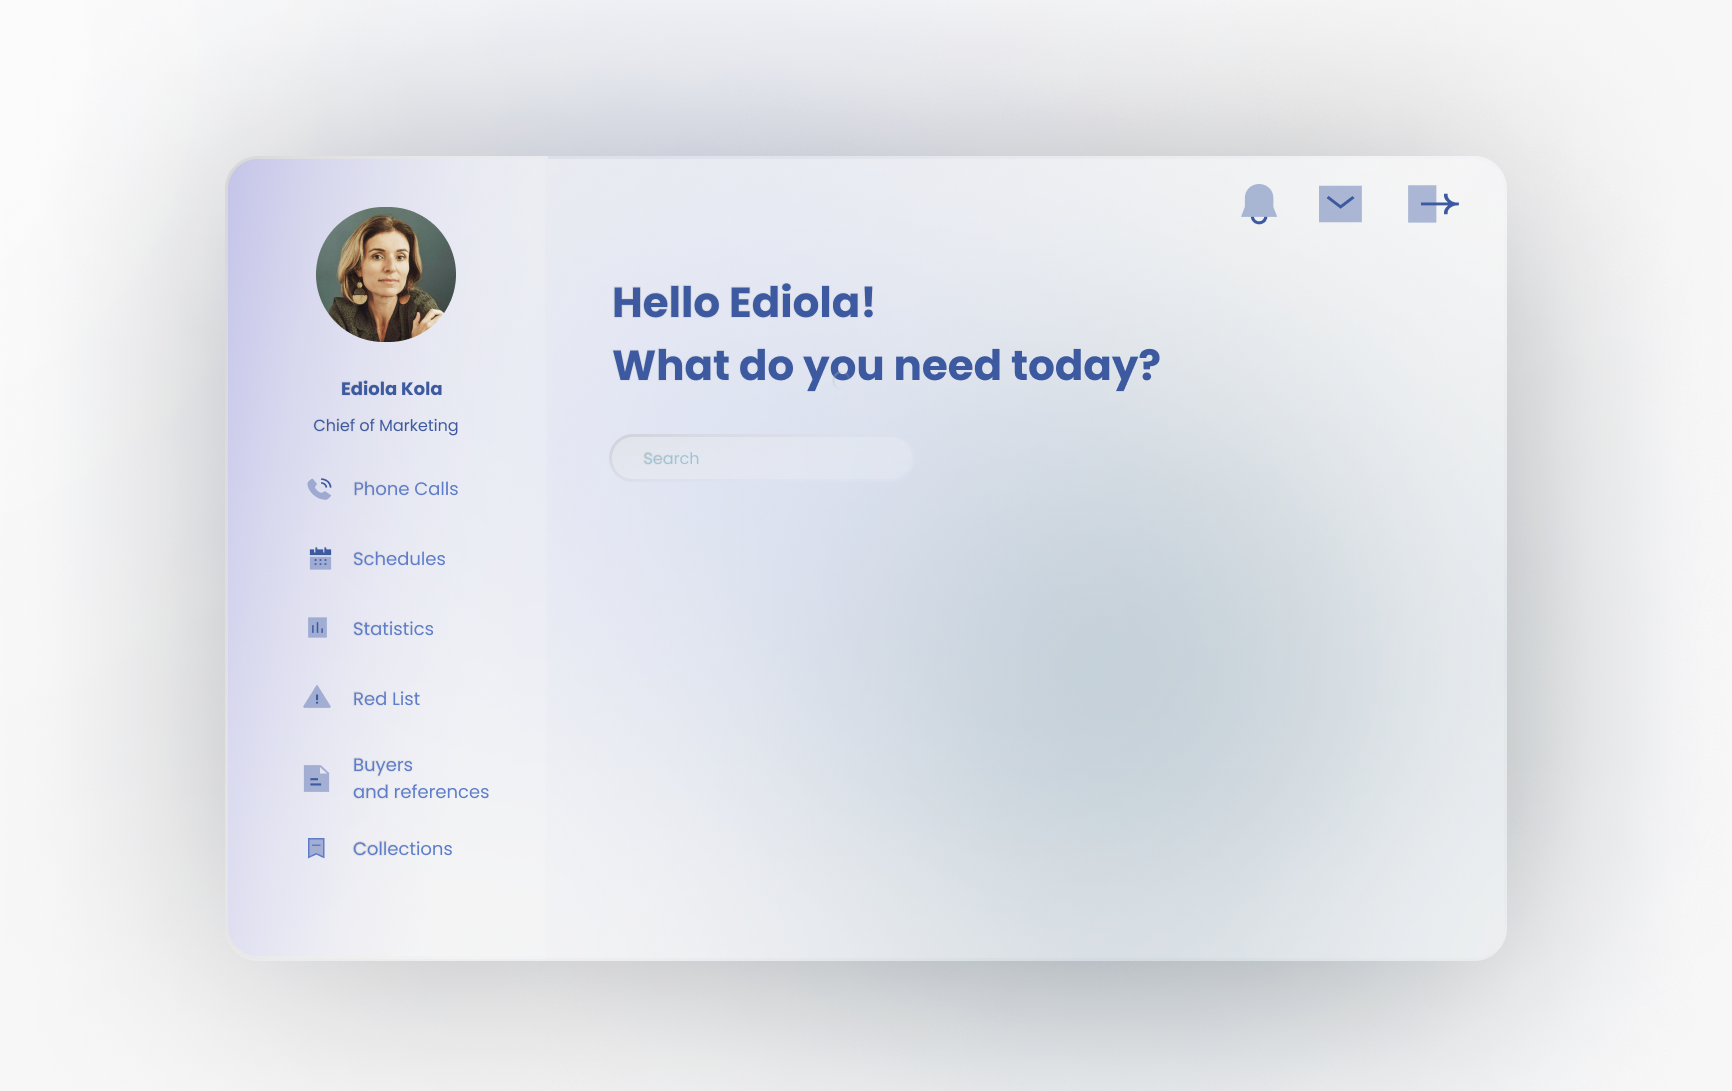 Ediola Kola
Chief of Marketing
Phone Calls
Schedules
Statistics
Red List
Buyers
and references
Collections
Hello Ediola!
What do you need today?
Search